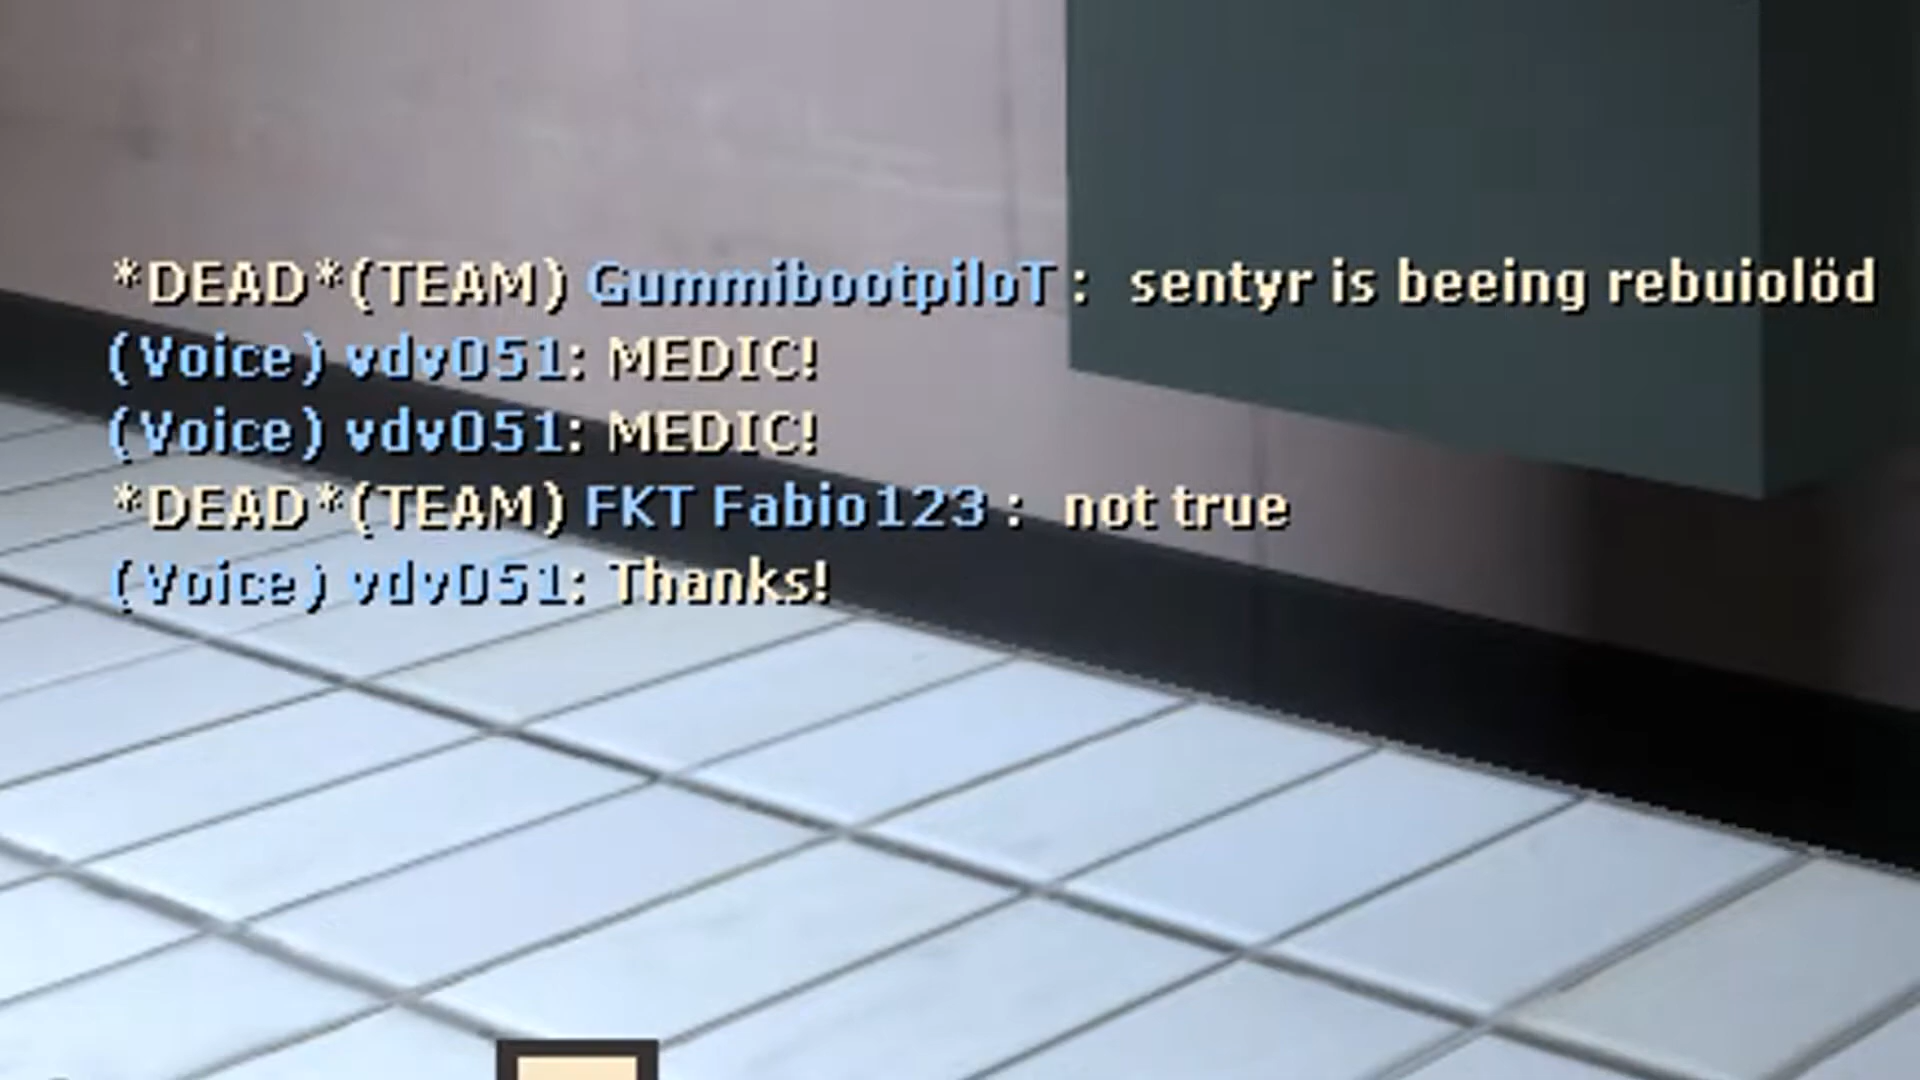 *DEAD*(TEAM) GummibootpiloT :  sentyr is beeing rebuiolöd
(Voice) vdv051: MEDIC!
(Voice) vdv051: MEDIC!
*DEAD*(TEAM) FKT Fabio123 :  not true
(Voice) vdv051: Thanks!